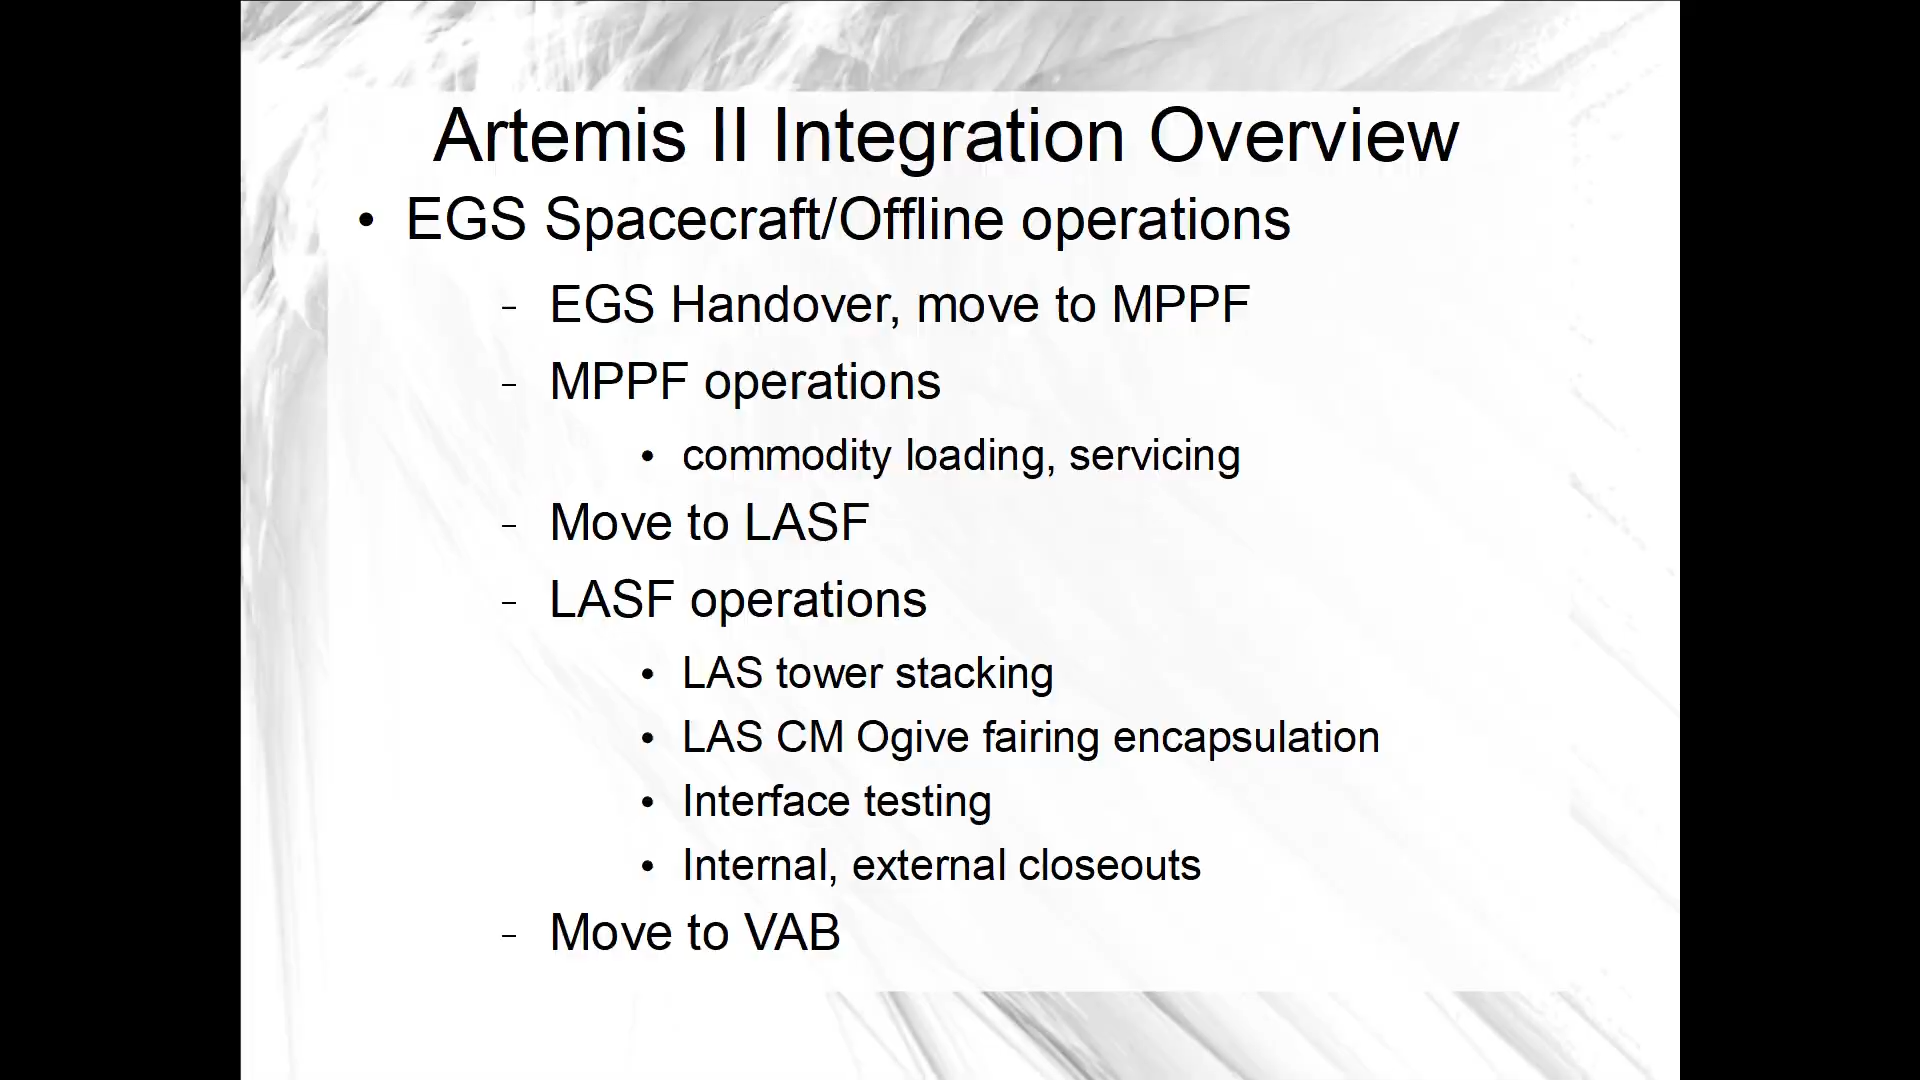 Artemis II Integration Overview
• EGS Spacecraft/Offline operations
– EGS Handover, move to MPPF
– MPPF operations
• commodity loading, servicing
– Move to LASF
– LASF operations
• LAS tower stacking
• LAS CM Ogive fairing encapsulation
• Interface testing
• Internal, external closeouts
– Move to VAB